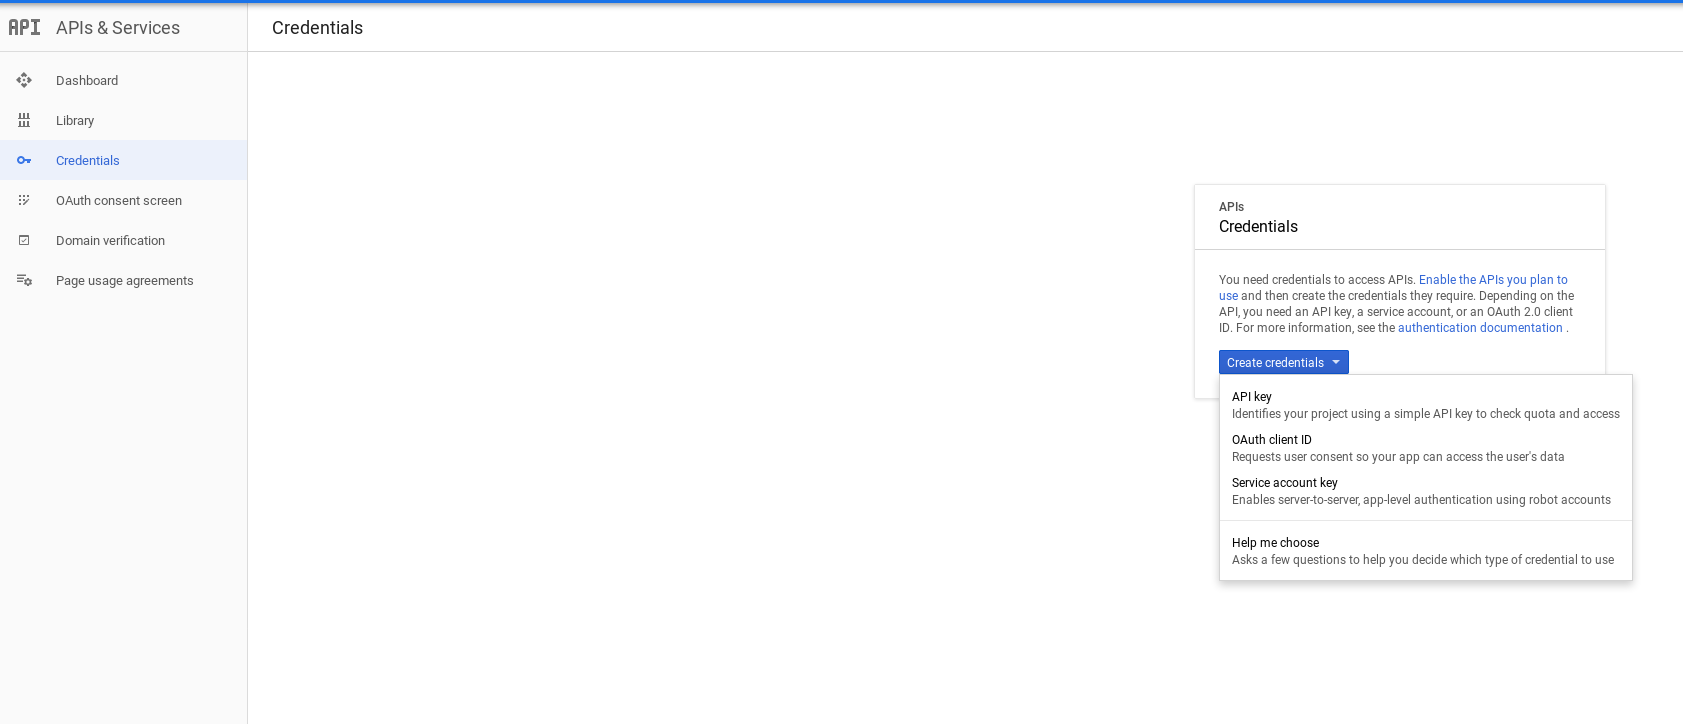 API APIs & Services
Credentials
Dashboard
Library
Credentials
OAuth consent screen
Domain verification
Page usage agreements
APIs
Credentials
You need credentials to access APIs. Enable the APIs you plan to
use and then create the credentials they require. Depending on the
API, you need an API key, a service account, or an OAuth 2.0 client
ID. For more information, see the authentication documentation .
Create credentials
API key
Identifies your project using a simple API key to check quota and access
OAuth client ID
Requests user consent so your app can access the user's data
Service account key
Enables server-to-server, app-level authentication using robot accounts
Help me choose
Asks a few questions to help you decide which type of credential to use